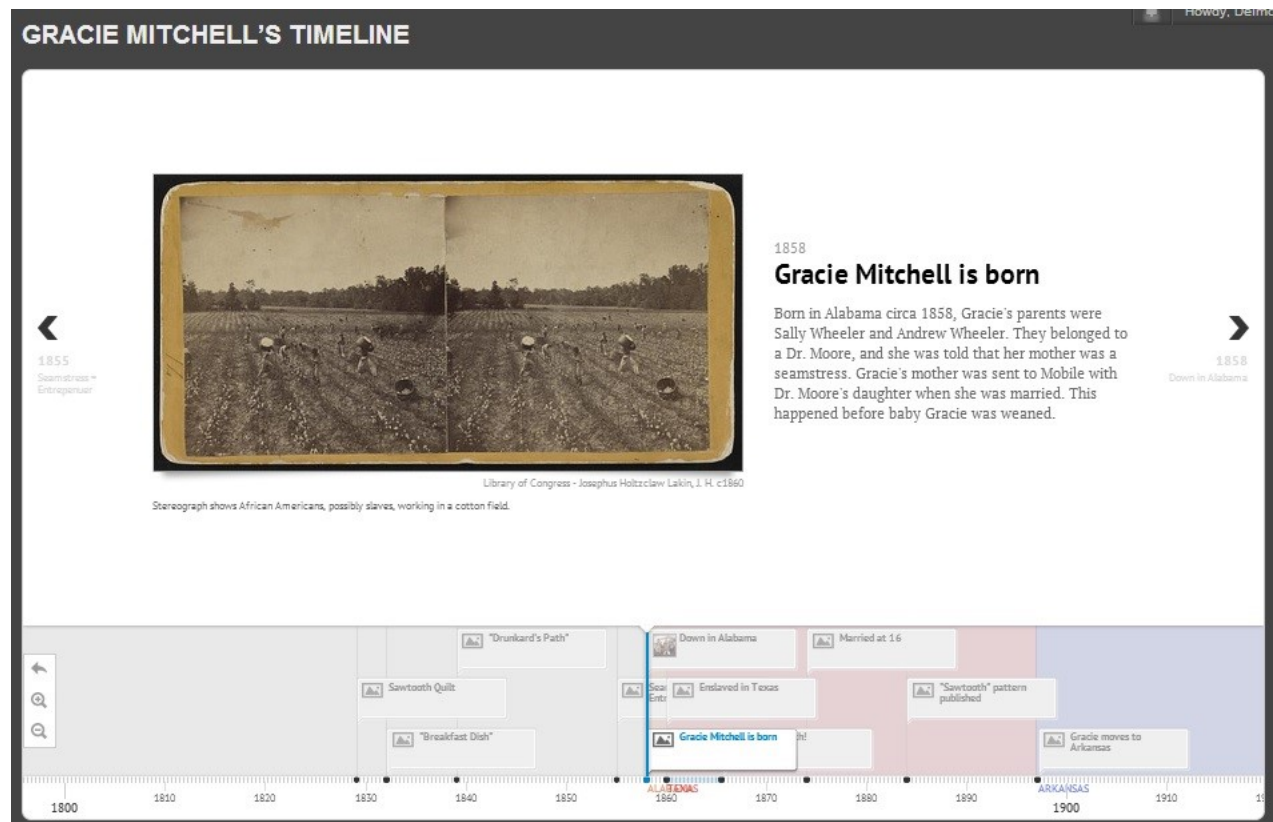 Howdy,
GRACIE MITCHELL'S TIMELINE
1858
Gracie Mitchell is born
Born in Alabama circa 1858, Gracie's parents were
Sally Wheeler and Andrew Wheeler. They belonged to
a Dr. Moore, and she was told that her mother was a
seamstress. Gracie's mother was sent to Mobile with
Dr. Moore's daughter when she was married. This
happened before baby Gracie was weaned.
1855
Seamstress =
Entrepenuer
1858
Down in Alabama
Library of Congress - Josephus Holtzclaw Lakin, J. H. c1860
Stereograph shows African Americans, possibly slaves, working in a cotton field.
"Drunkard's Path"
Down in Alabama
Married at 16
Sawtooth Quilt
Enslaved in Texas
"Sawtooth" pattern
published
"Breakfast Dish"
Gracie Mitchell is born
Gracie moves to
Arkansas
TEXAS
ARKANSAS
1800
1810
1820
1830
1840
1850
1860
1870
1880
1890
1900
1910